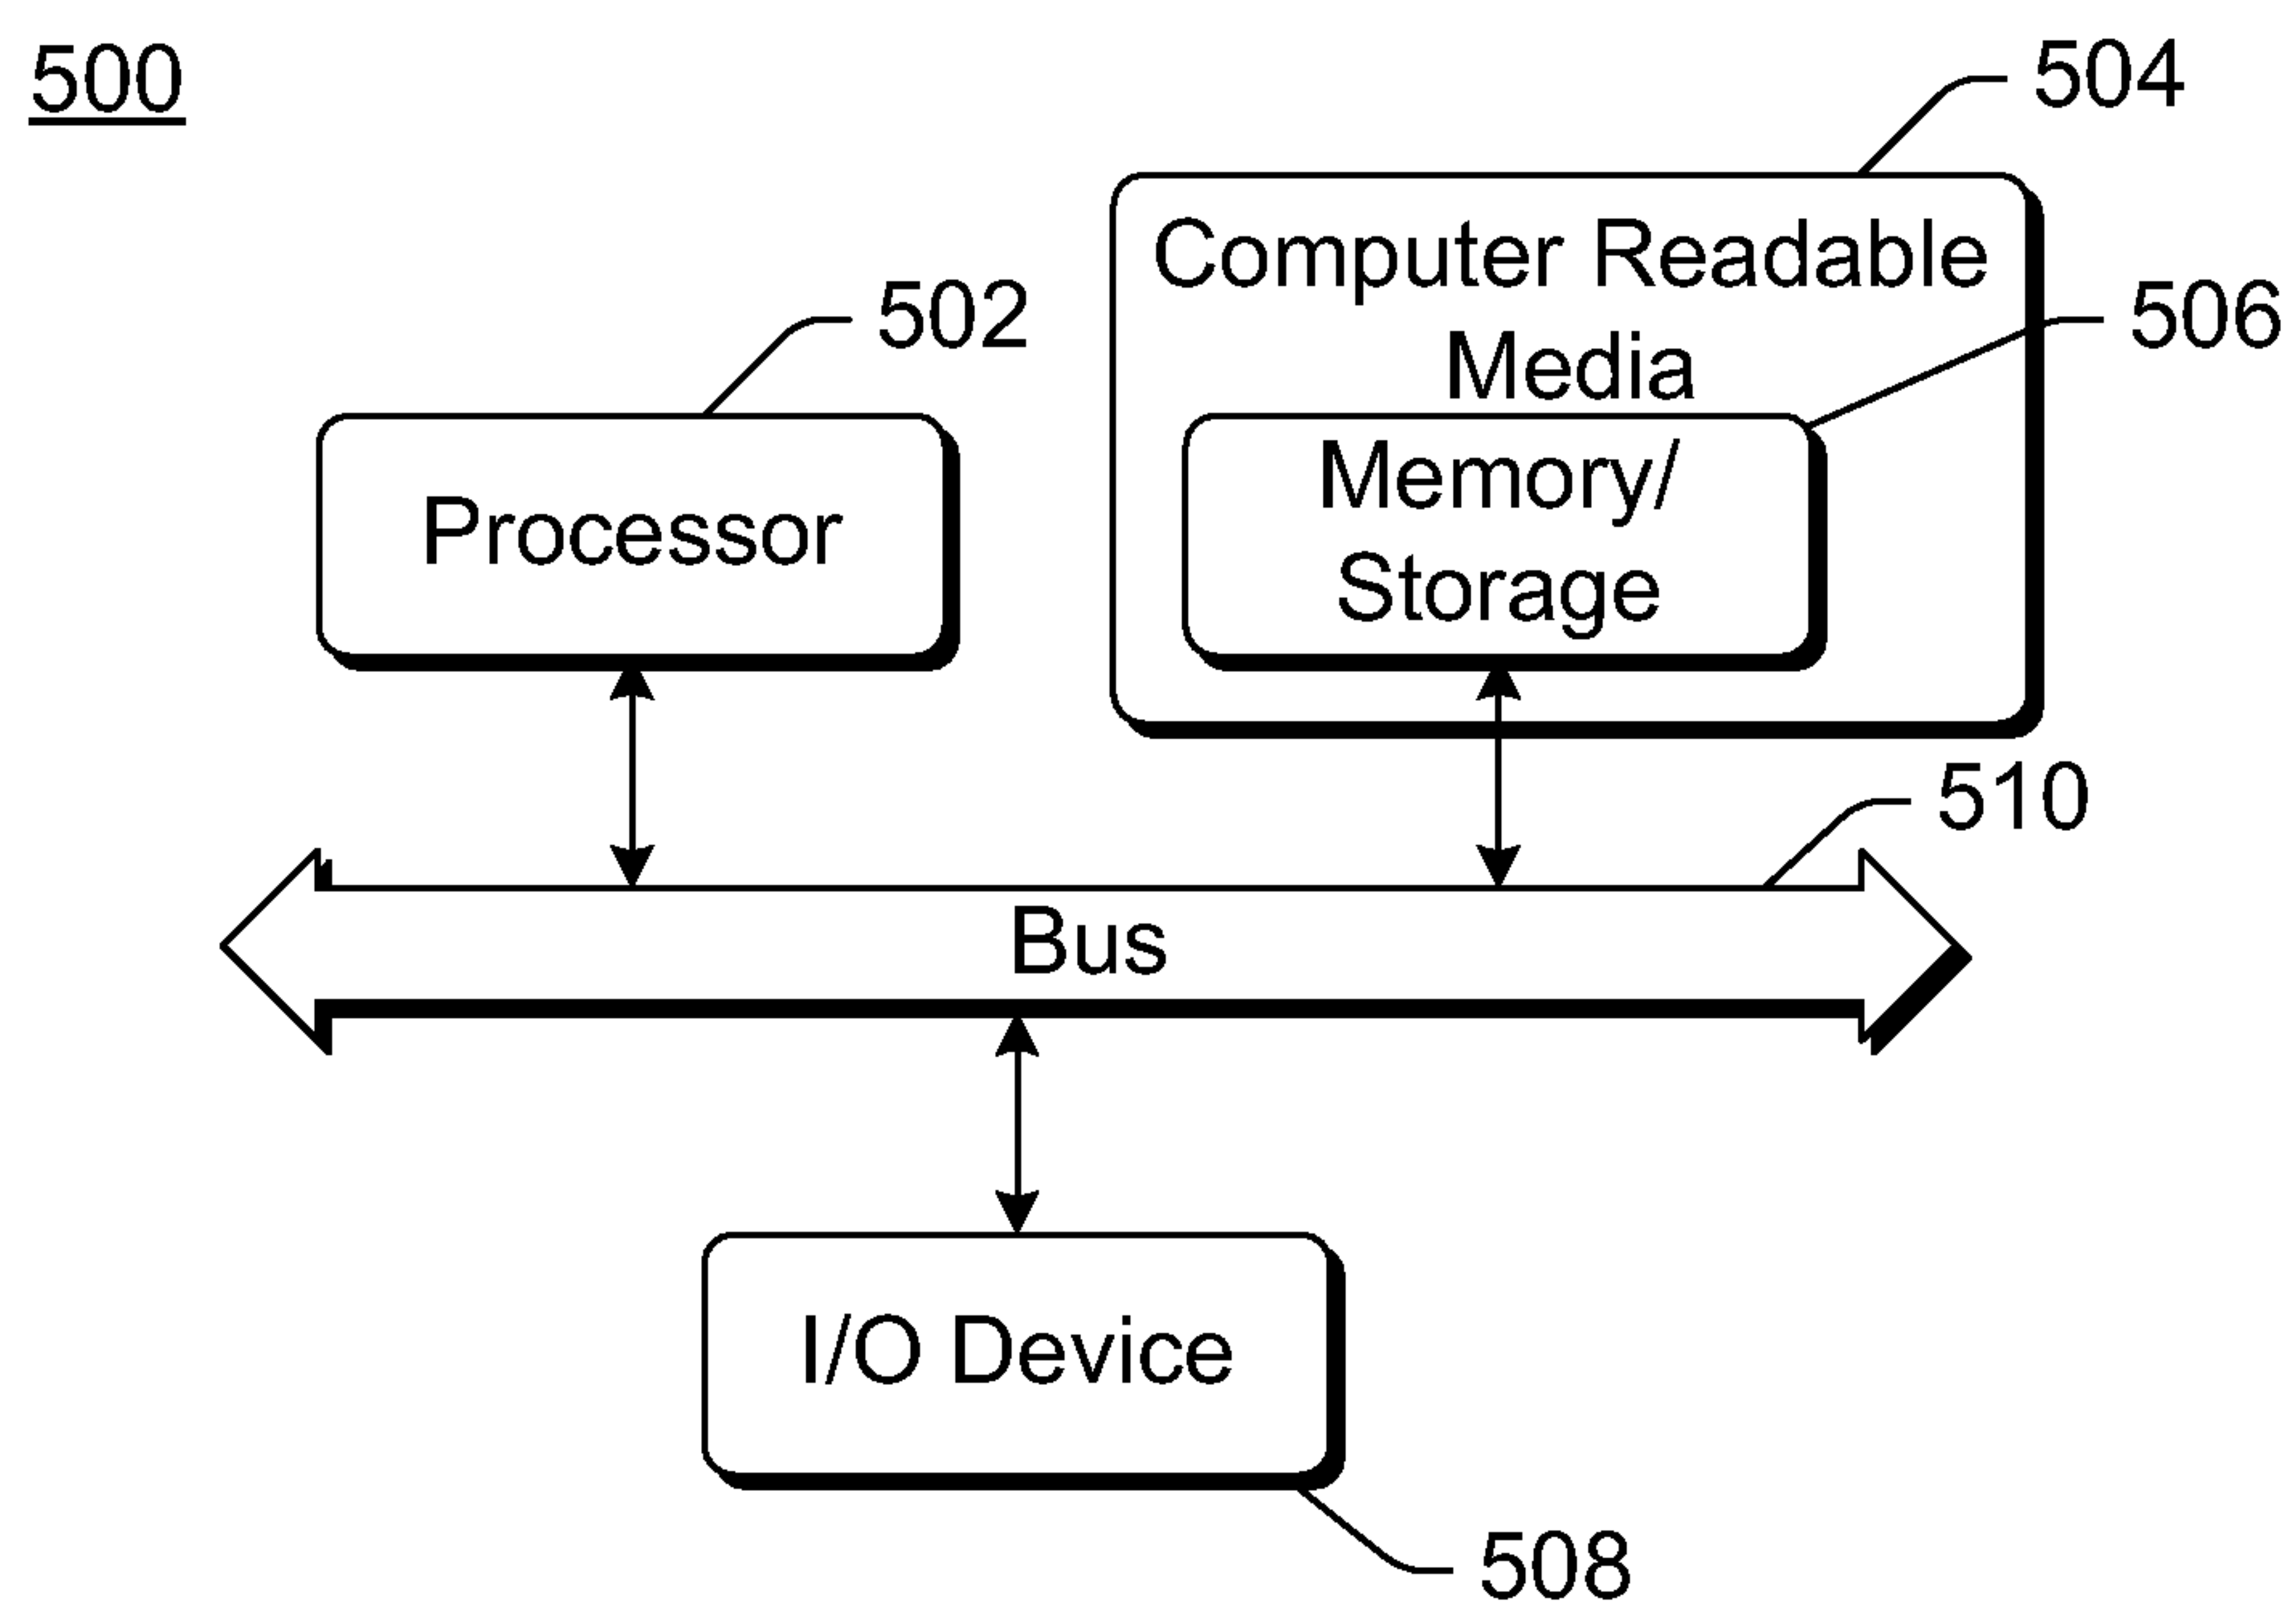 500
504
Computer Readable
Media
502
506
Memory/
Storage
Processor
510
Bus
I/O Device
508